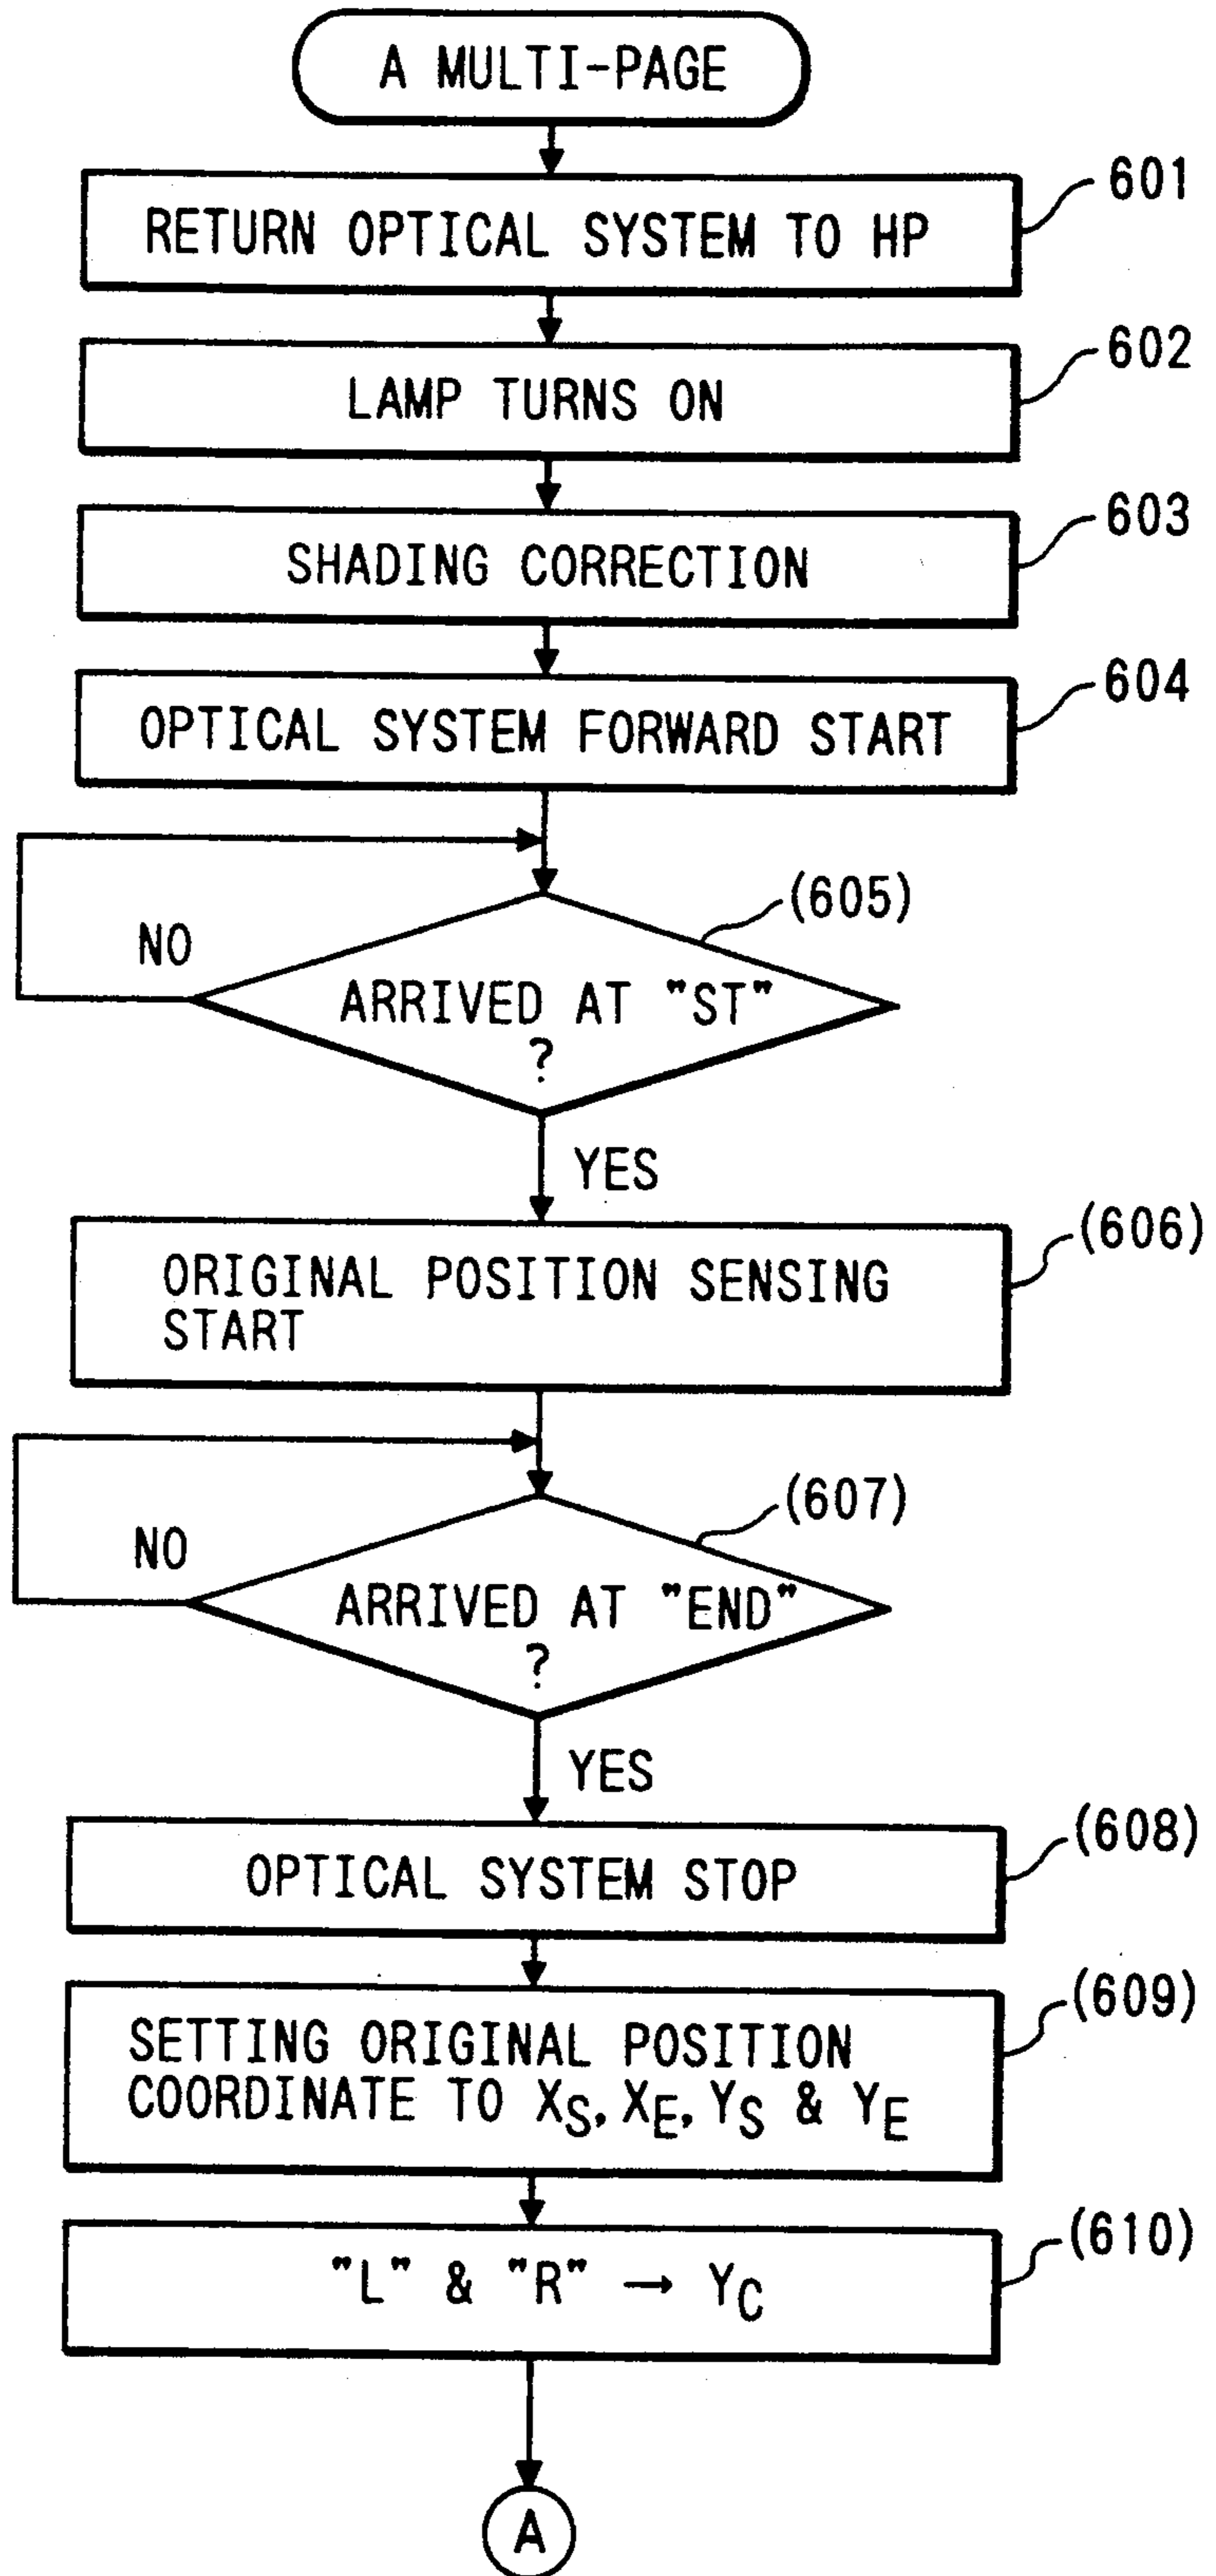 A MULTI-PAGE
601
RETURN OPTICAL SYSTEM TO HP
602
LAMP TURNS ON
603
SHADING CORRECTION
604
OPTICAL SYSTEM FORWARD START
(605)
NO
ARRIVED AT "ST"
?
YES
(606)
ORIGINAL POSITION SENSING
START
(607)
NO
ARRIVED AT "END"
?
YES
(608)
OPTICAL SYSTEM STOP
(609)
SETTING ORIGINAL POSITION
COORDINATE TO XS, XE, YS & YE
(610)
"L" & "R" → YC
A